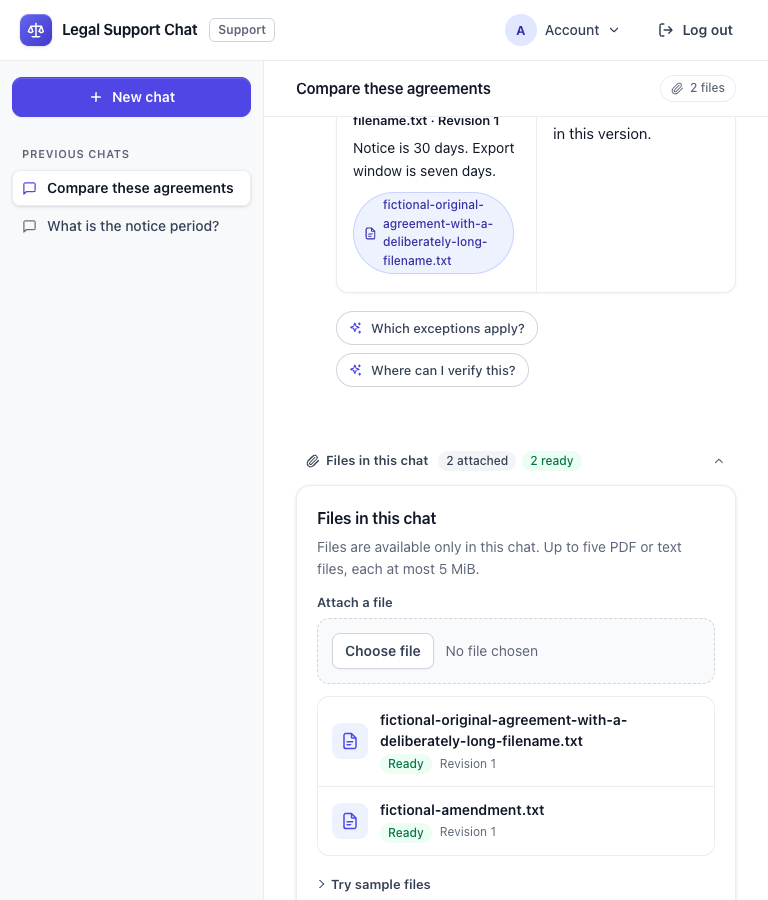 Legal Support Chat
Support
A
Account
Log out
New chat
PREVIOUS CHATS
Compare these agreements
What is the notice period?
Compare these agreements
2 files
filename.txt · Revision 1
Notice is 30 days. Export
window is seven days.
fictional-original-
agreement-with-a-
deliberately-long-
filename.txt
in this version.
Which exceptions apply?
Where can I verify this?
Files in this chat
2 attached
2 ready
Files in this chat
Files are available only in this chat. Up to five PDF or text
files, each at most 5 MiB.
Attach a file
Choose file
No file chosen
fictional-original-agreement-with-a-
deliberately-long-filename.txt
Ready
Revision 1
fictional-amendment.txt
Ready
Revision 1
Try sample files